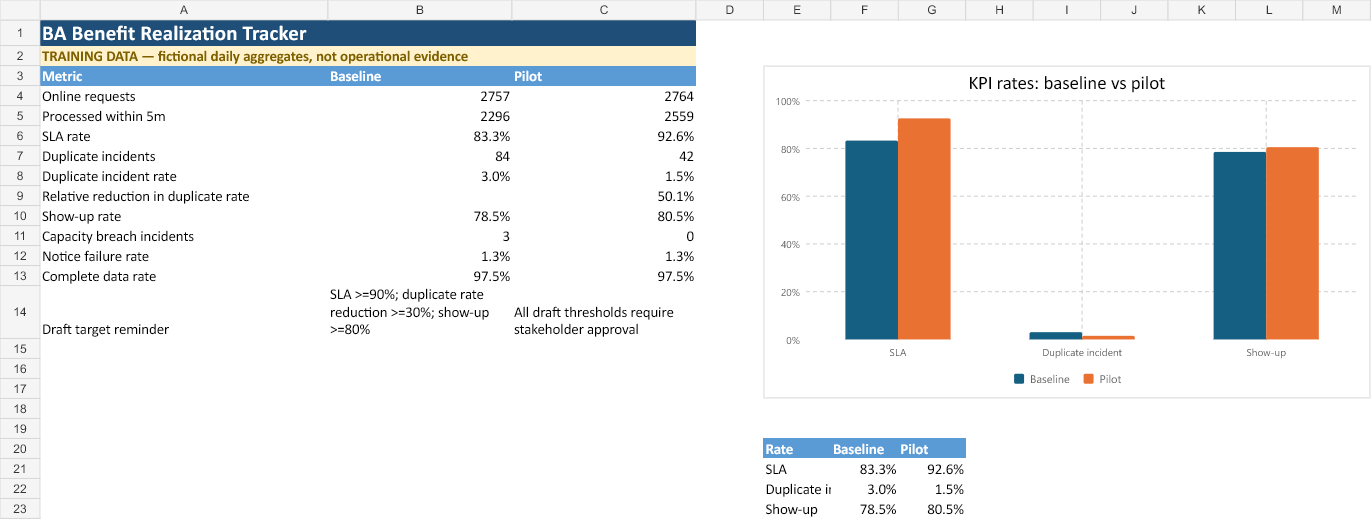 A B C D E F G H I J K L M
1 BA Benefit Realization Tracker
2 TRAINING DATA — fictional daily aggregates, not operational evidence
3 Metric Baseline Pilot
4 Online requests 2757 2764
5 Processed within 5m 2296 2559
6 SLA rate 83.3% 92.6%
7 Duplicate incidents 84 42
8 Duplicate incident rate 3.0% 1.5%
9 Relative reduction in duplicate rate 50.1%
10 Show-up rate 78.5% 80.5%
11 Capacity breach incidents 3 0
12 Notice failure rate 1.3% 1.3%
13 Complete data rate 97.5% 97.5%
14 Draft target reminder
SLA >=90%; duplicate rate
reduction >=30%; show-up
>=80%
All draft thresholds require
stakeholder approval
15
16
17
18
19
20
21
22
23
KPI rates: baseline vs pilot
100%
80%
60%
40%
20%
0%
SLA Duplicate incident Show-up
Baseline Pilot
Rate Baseline Pilot
SLA 83.3% 92.6%
Duplicate ir 3.0% 1.5%
Show-up 78.5% 80.5%